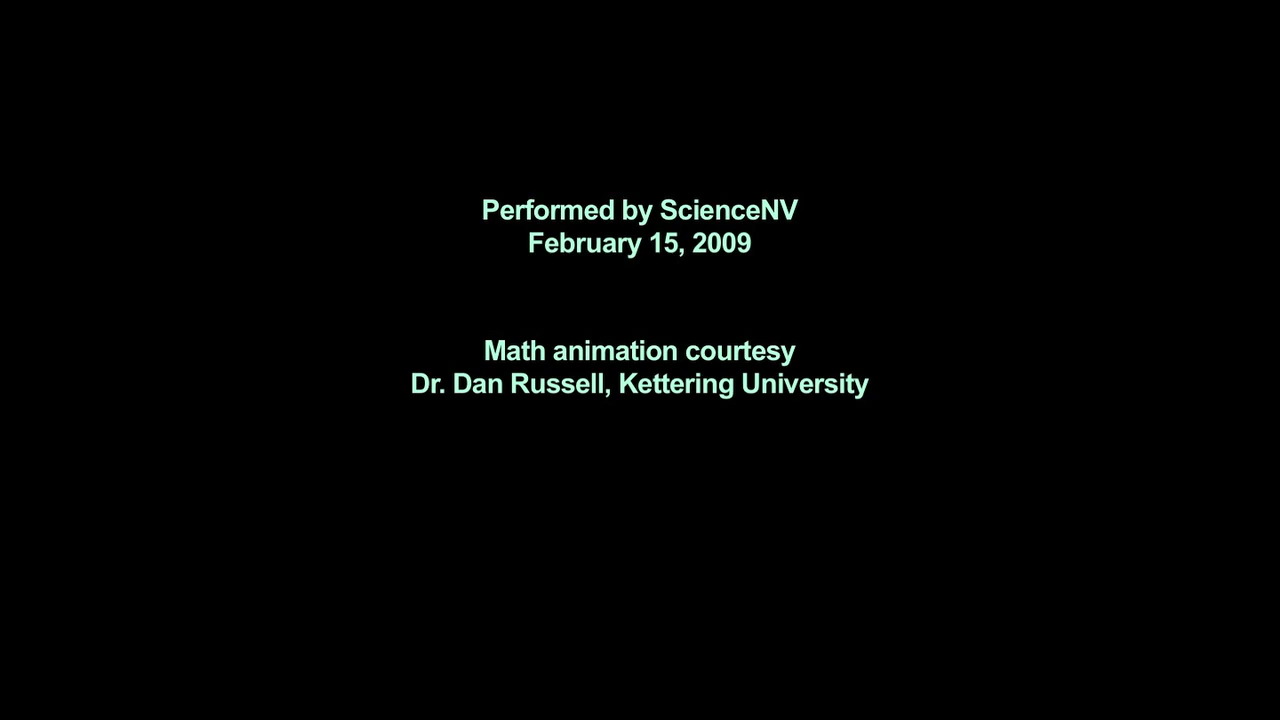 Performed by ScienceNV
February 15, 2009
Math animation courtesy
Dr. Dan Russell, Kettering University